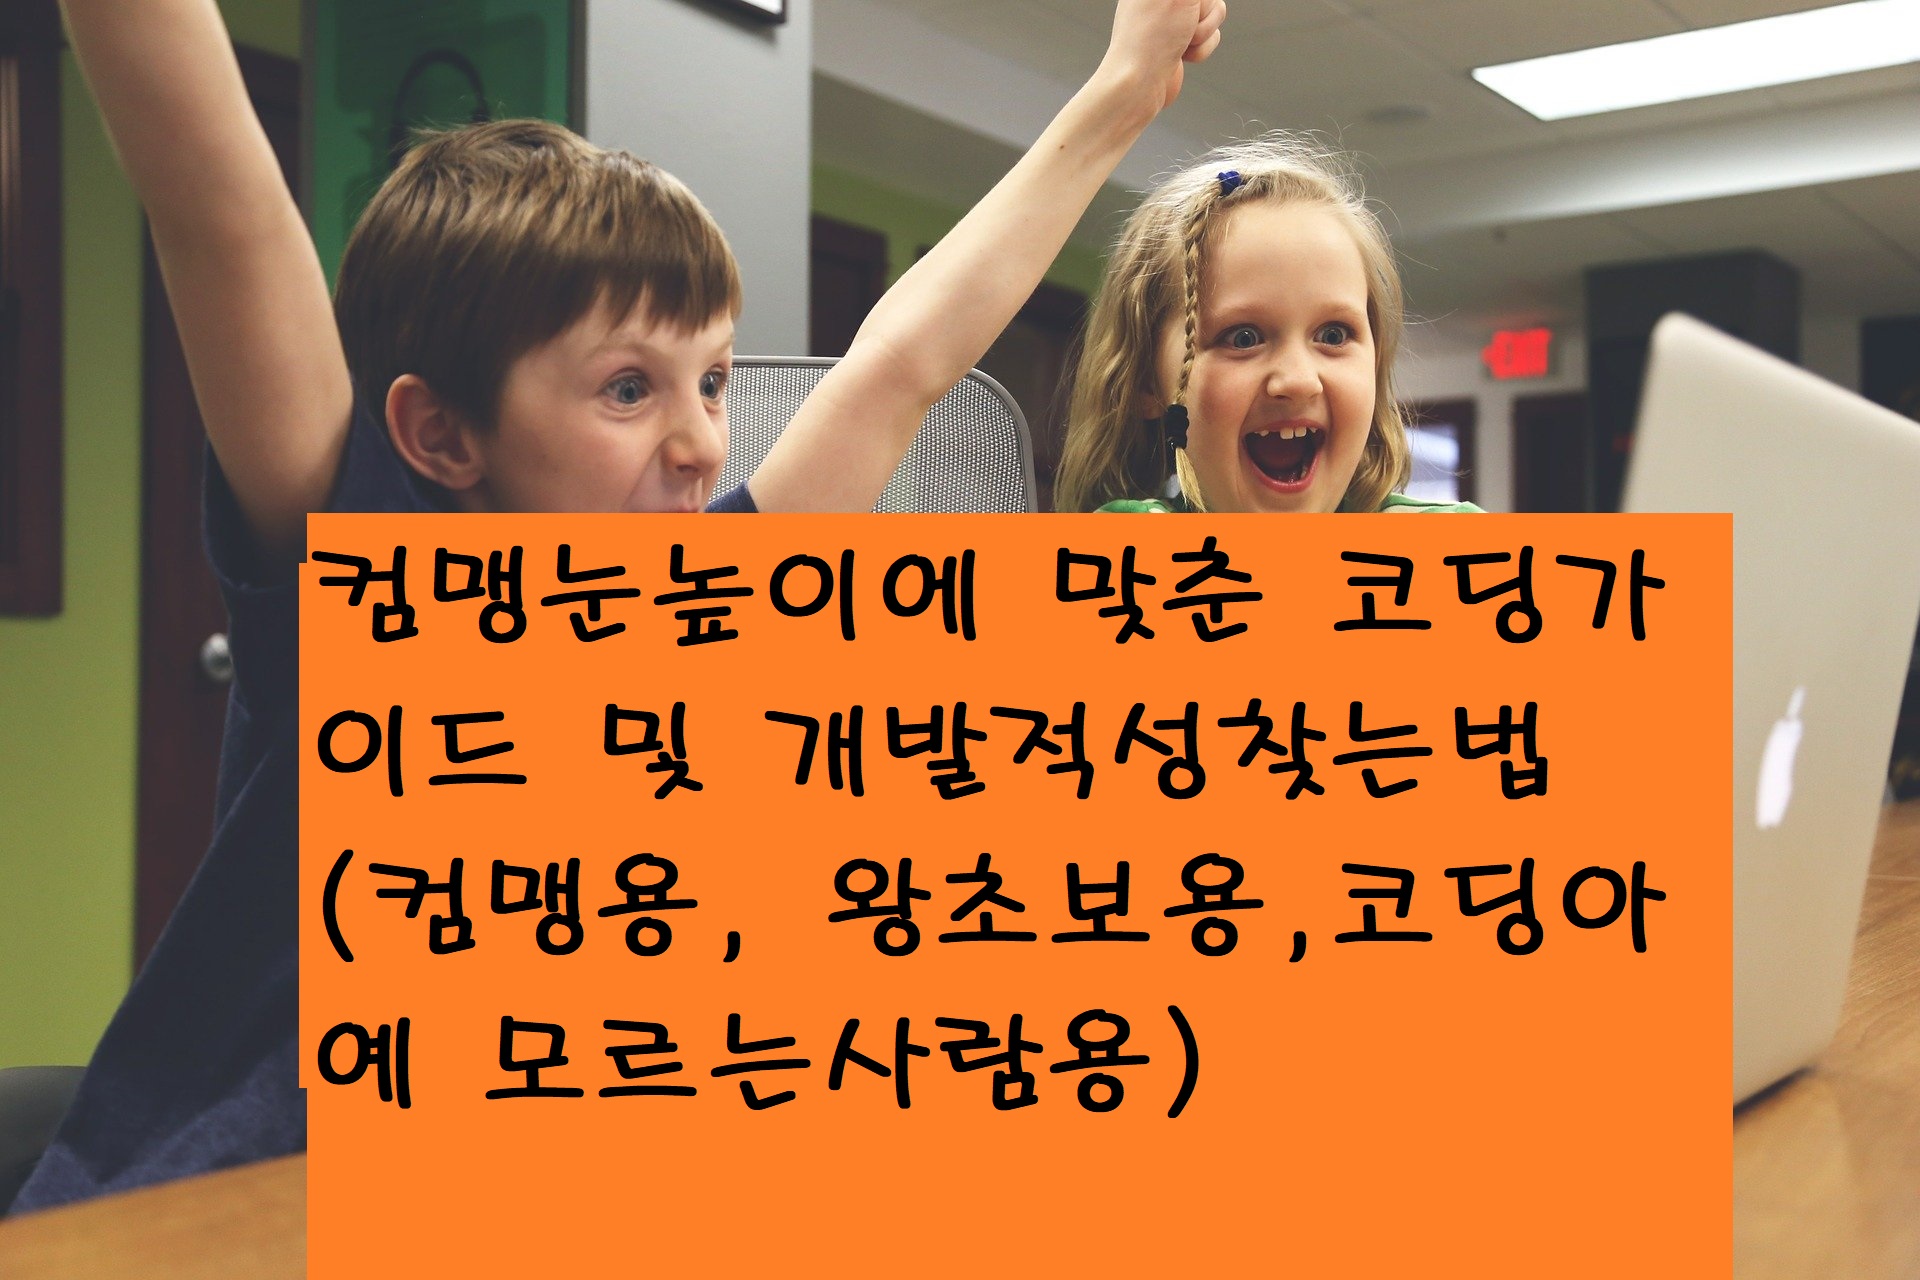 EXIT
컴맹눈높이에 맞춘 코딩가
이드 및 개발적성찾는법
(컴맹용, 왕초보용,코딩아
예 모르는사람용)